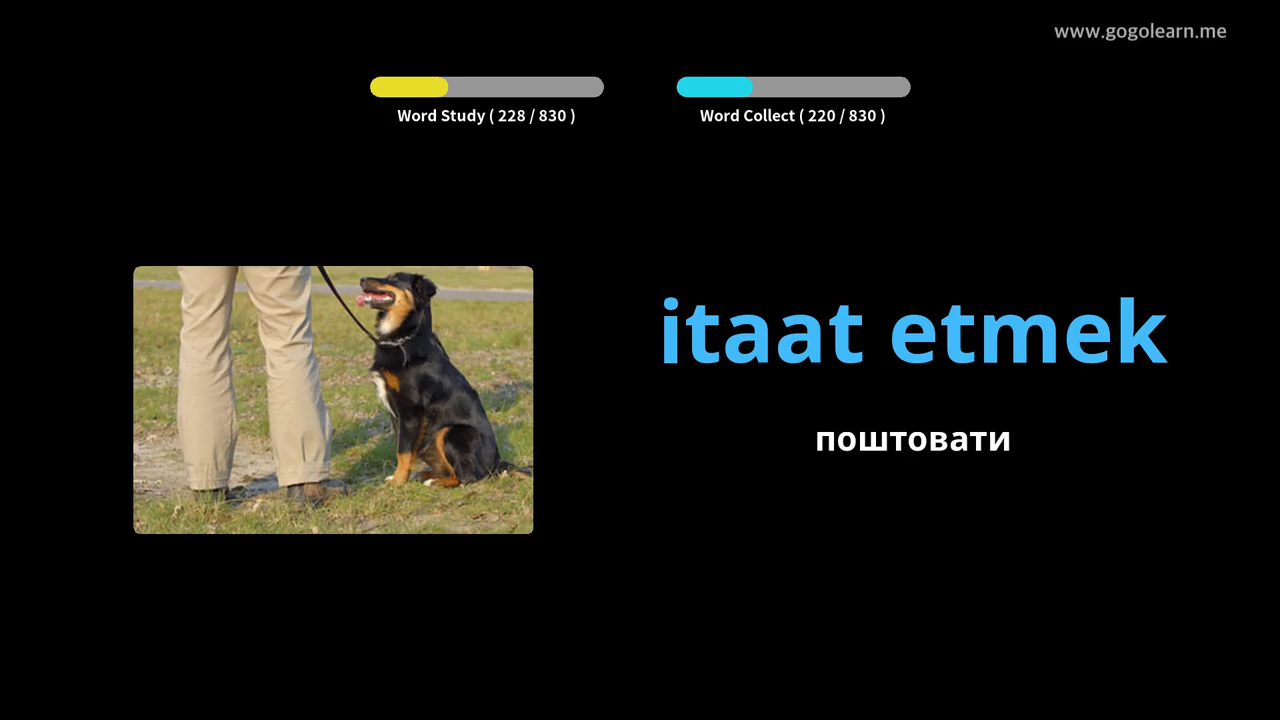 www.gogolearn.me
Word Study ( 228 / 830 )
Word Collect ( 220 / 830 )
itaat etmek
поштовати